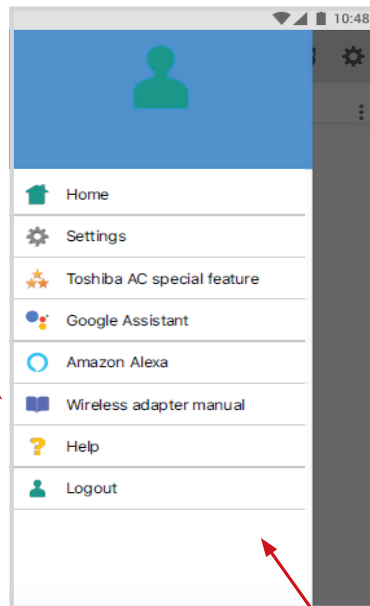 10:48
Home
Settings
Toshiba AC special feature
Google Assistant
Amazon Alexa
Wireless adapter manual
Help
Logout